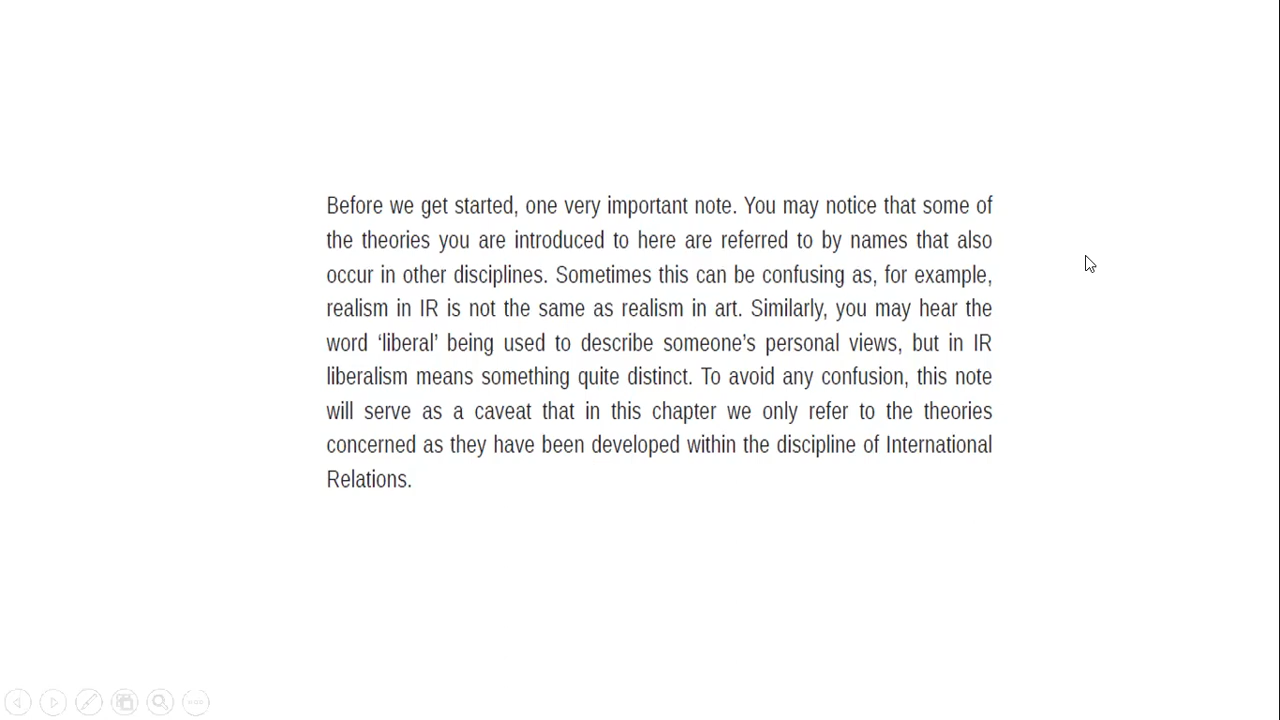 Before we get started, one very important note. You may notice that some of
the theories you are introduced to here are referred to by names that also
occur in other disciplines. Sometimes this can be confusing as, for example,
realism in IR is not the same as realism in art. Similarly, you may hear the
word ‘liberal’ being used to describe someone’s personal views, but in IR
liberalism means something quite distinct. To avoid any confusion, this note
will serve as a caveat that in this chapter we only refer to the theories
concerned as they have been developed within the discipline of International
Relations.